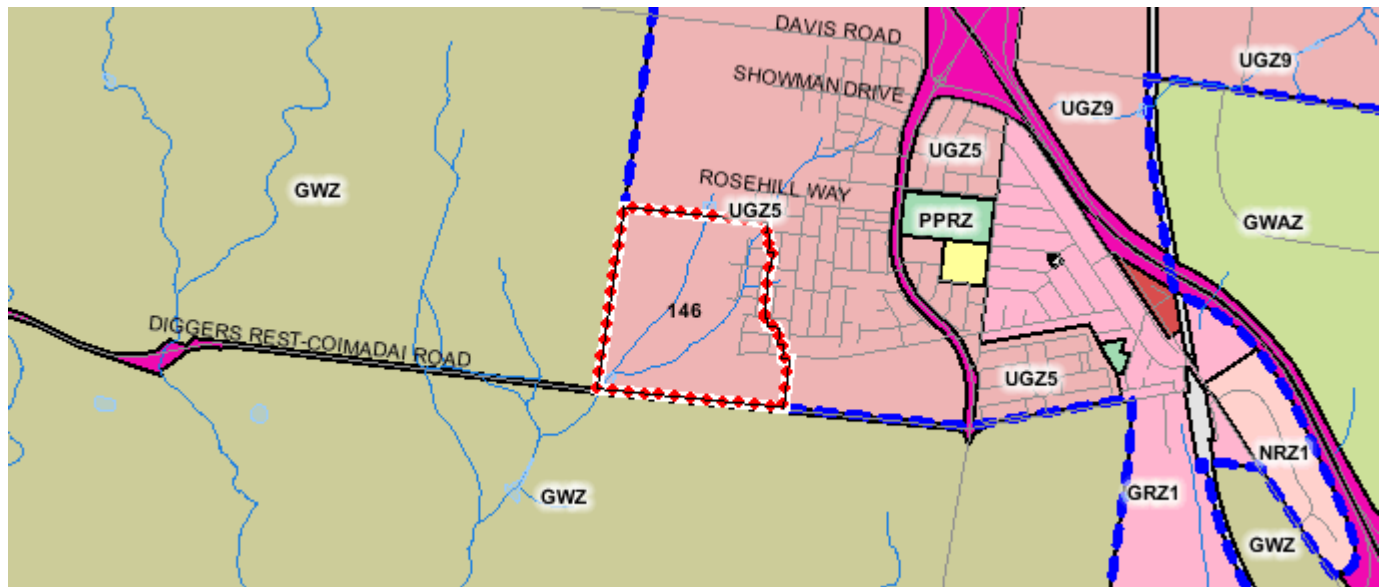 DAVIS ROAD
UGZ9
SHOWMAN DRIVE
UGZ9
UGZ5
GWZ
ROSEHILL WAY
UGZ5
PPRZ
GWAZ
146
DIGGERS REST-COIMADAI ROAD
UGZ5
NRZ1
GWZ
GRZ1
GWZ